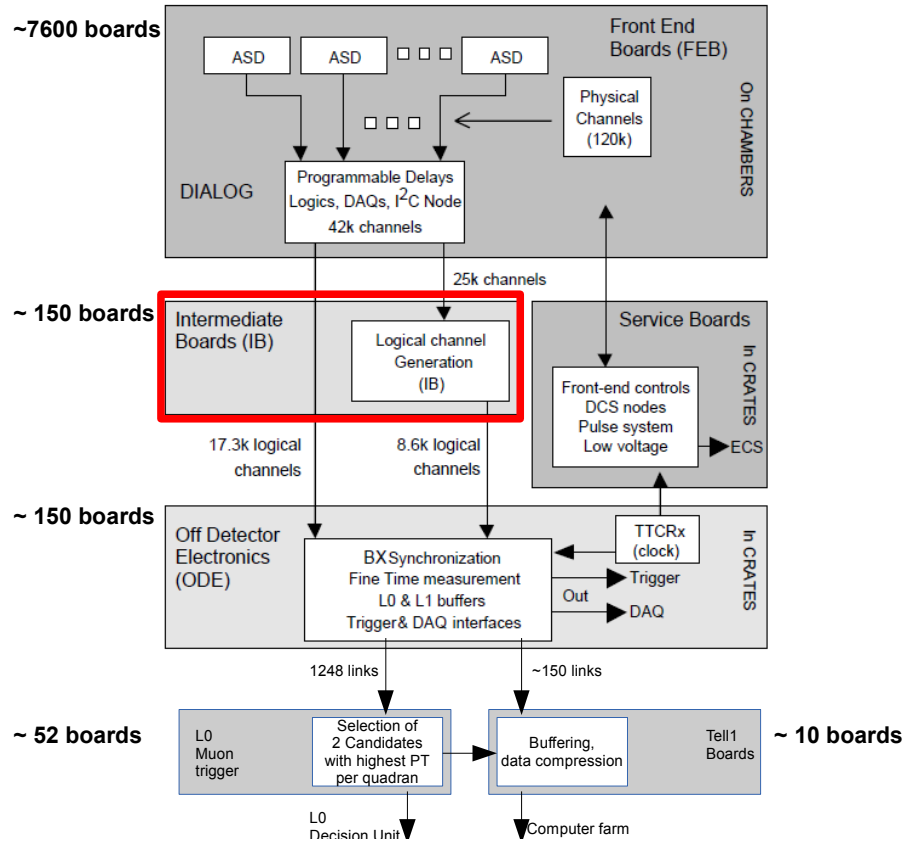 ~7600 boards
Front End
Boards (FEB)
ASD
ASD
ASD
On CHAMBERS
Physical
Channels
(120k)
DIALOG
Programmable Delays
Logics, DAQs, I2C Node
42k channels
25k channels
~ 150 boards
Intermediate
Boards (IB)
Logical channel
Generation
(IB)
Service Boards
In CRATES
Front-end controls
DCS nodes
Pulse system
Low voltage
ECS
17.3k logical
channels
8.6k logical
channels
~ 150 boards
Off Detector
Electronics
(ODE)
BXSynchronization
Fine Time measurement
L0 & L1 buffers
Trigger& DAQ interfaces
TTCRx
(clock)
In CRATES
Trigger
Out
DAQ
1248 links
~150 links
~ 52 boards
L0
Muon
trigger
Selection of
2 Candidates
with highest PT
per quadran
Buffering,
data compression
Tell1
Boards
~ 10 boards
L0
Decision Unit
Computer farm